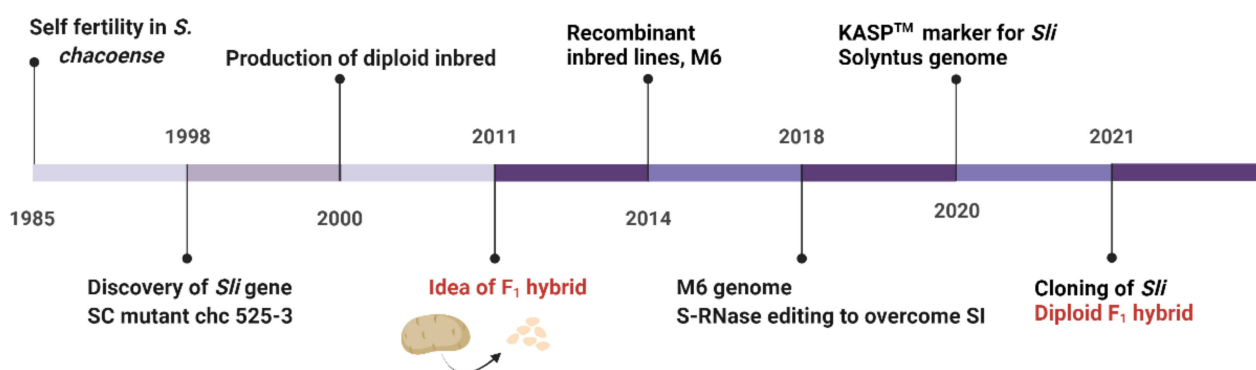 Self fertility in S.
chacoense
Production of diploid inbred
Recombinant
inbred lines, M6
KASP™ marker for Sli
Solyntus genome
1998
2011
2018
2021
1985
2000
2014
2020
Discovery of Sli gene
SC mutant chc 525-3
Idea of F₁ hybrid
M6 genome
S-RNase editing to overcome SI
Cloning of Sli
Diploid F₁ hybrid